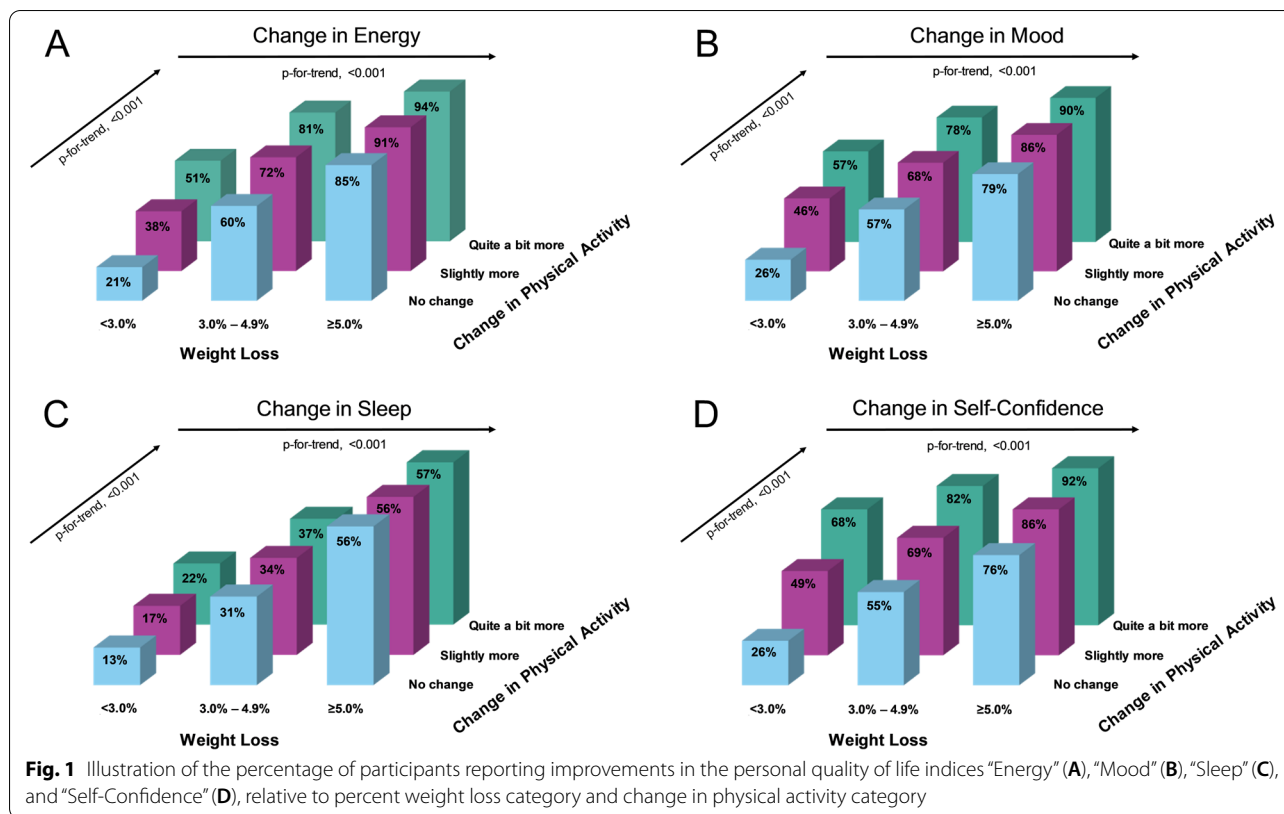 A
Change in Energy
p-for-trend, <0.001
p-for-trend, <0.001
51%
81%
94%
38%
72%
91%
21%
60%
85%
Quite a bit more
Slightly more
No change
Change in Physical Activity
<3.0%
3.0% – 4.9%
≥5.0%
Weight Loss
B
Change in Mood
p-for-trend, <0.001
p-for-trend, <0.001
57%
78%
90%
46%
68%
86%
26%
57%
79%
Quite a bit more
Slightly more
No change
Change in Physical Activity
<3.0%
3.0% – 4.9%
≥5.0%
Weight Loss
C
Change in Sleep
p-for-trend, <0.001
p-for-trend, <0.001
22%
37%
57%
17%
34%
56%
13%
31%
56%
Quite a bit more
Slightly more
No change
Change in Physical Activity
<3.0%
3.0% – 4.9%
≥5.0%
Weight Loss
D
Change in Self-Confidence
p-for-trend, <0.001
p-for-trend, <0.001
68%
82%
92%
49%
69%
86%
26%
55%
76%
Quite a bit more
Slightly more
No change
Change in Physical Activity
<3.0%
3.0% – 4.9%
≥5.0%
Weight Loss
Fig. 1 Illustration of the percentage of participants reporting improvements in the personal quality of life indices “Energy” (A), “Mood” (B), “Sleep” (C),
and “Self-Confidence” (D), relative to percent weight loss category and change in physical activity category